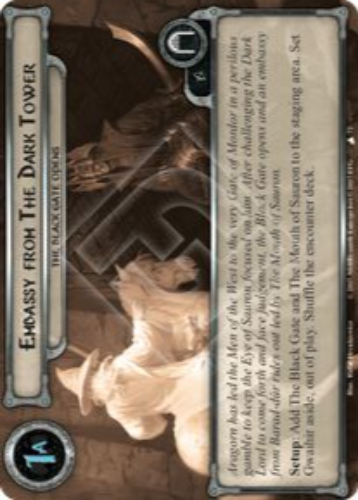 1A
Embassy from The Dark Tower
The Black Gate Opens
Aragorn has led the Men of the West to the very Gate of Mordor in a perilous
gamble to keep the Eye of Sauron focused on him. After challenging the Dark
Lord to come forth and face judgement, the Black Gate opens and an embassy
from Barad-dûr rides out led by The Mouth of Sauron.
Setup: Add The Black Gate and The Mouth of Sauron to the staging area. Set
Gwaihir aside, out of play. Shuffle the encounter deck.